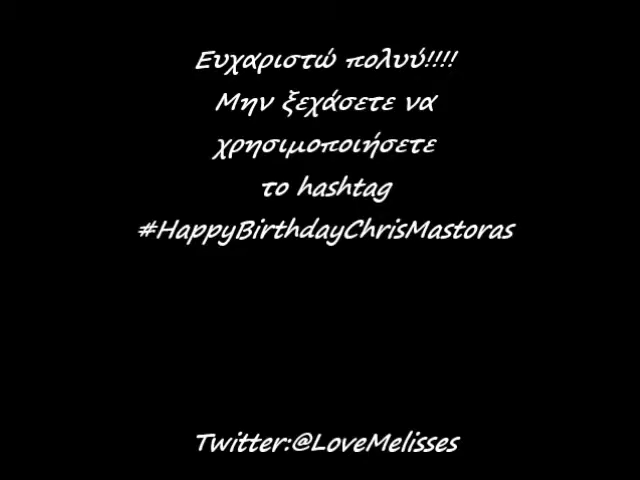 Ευχαριστώ πολυύ!!!!
Μην ξεχάσετε να
χρησιμοποιήσετε
το hashtag
#HappyBirthdayChrisMastoras
Twitter:@LoveMelisses